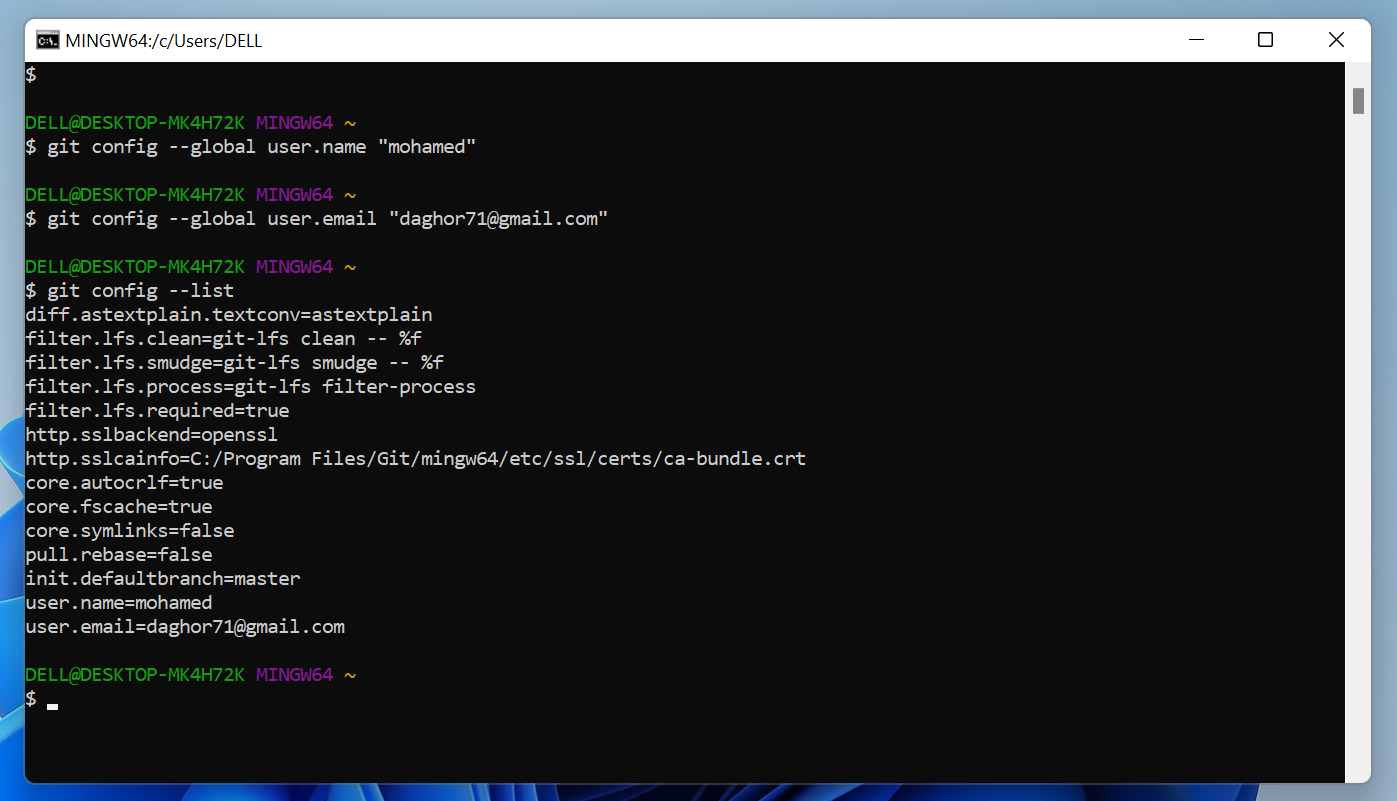 MINGW64:/c/Users/DELL
$
DELL@DESKTOP-MK4H72K MINGW64 ~
$ git config --global user.name "mohamed"
DELL@DESKTOP-MK4H72K MINGW64 ~
$ git config --global user.email "daghor71@gmail.com"
DELL@DESKTOP-MK4H72K MINGW64 ~
$ git config --list
diff.astextplain.textconv=astextplain
filter.lfs.clean=git-lfs clean -- %f
filter.lfs.smudge=git-lfs smudge -- %f
filter.lfs.process=git-lfs filter-process
filter.lfs.required=true
http.sslbackend=openssl
http.sslcainfo=C:/Program Files/Git/mingw64/etc/ssl/certs/ca-bundle.crt
core.autocrlf=true
core.fscache=true
core.symlinks=false
pull.rebase=false
init.defaultbranch=master
user.name=mohamed
user.email=daghor71@gmail.com
DELL@DESKTOP-MK4H72K MINGW64 ~
$